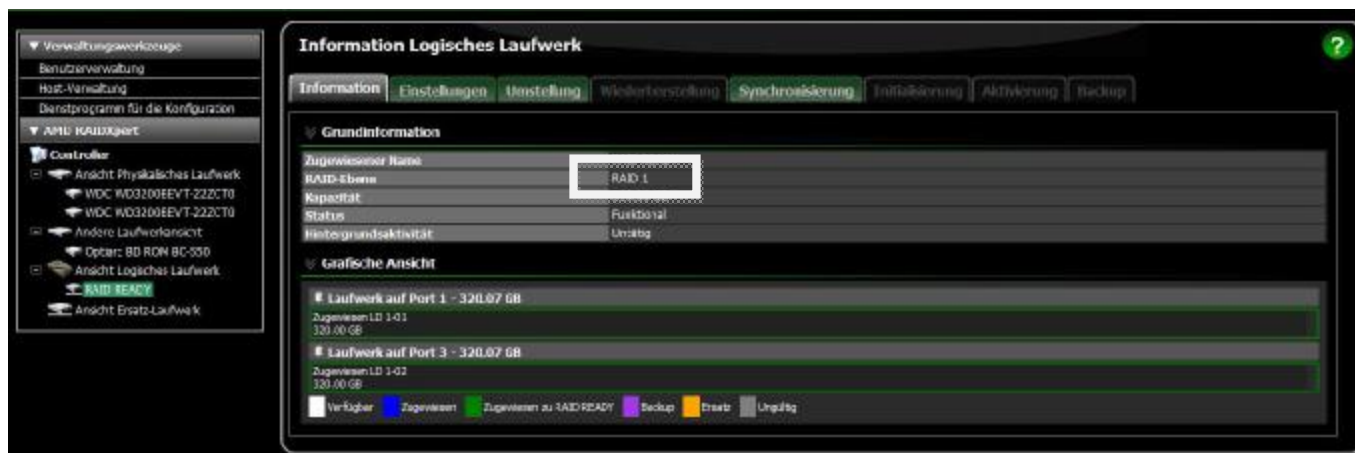 ▼ Verwaltungswerkzeuge
Benutzerverwaltung
Host-Verwaltung
Dienstprogramm für die Konfiguration
▼ AMD RAIDXpert
Controller
Ansicht Physikalisches Laufwerk
WDC WD3200BEVT-22ZCT0
WDC WD3200BEVT-22ZCT0
Andere Laufwerkansicht
Optiarc BD ROM BC-550
Ansicht Logisches Laufwerk
RAID READY
Ansicht Ersatz-Laufwerk
Information Logisches Laufwerk
?
Information Einstellungen Umstellung Wiederherstellung Synchronisierung Initialisierung Aktivierung Backup
Grundinformation
Zugewiesener Name
RAID-Ebene RAID 1
Kapazität
Status Funktional
Hintergrundsaktivität Untätig
Grafische Ansicht
Laufwerk auf Port 1 - 320.07 GB
Zugewiesen LD 1-01
320.00 GB
Laufwerk auf Port 3 - 320.07 GB
Zugewiesen LD 1-02
320.00 GB
Verfügbar Zugewiesen Zugewiesen zu RAID READY Backup Ersatz Ungültig